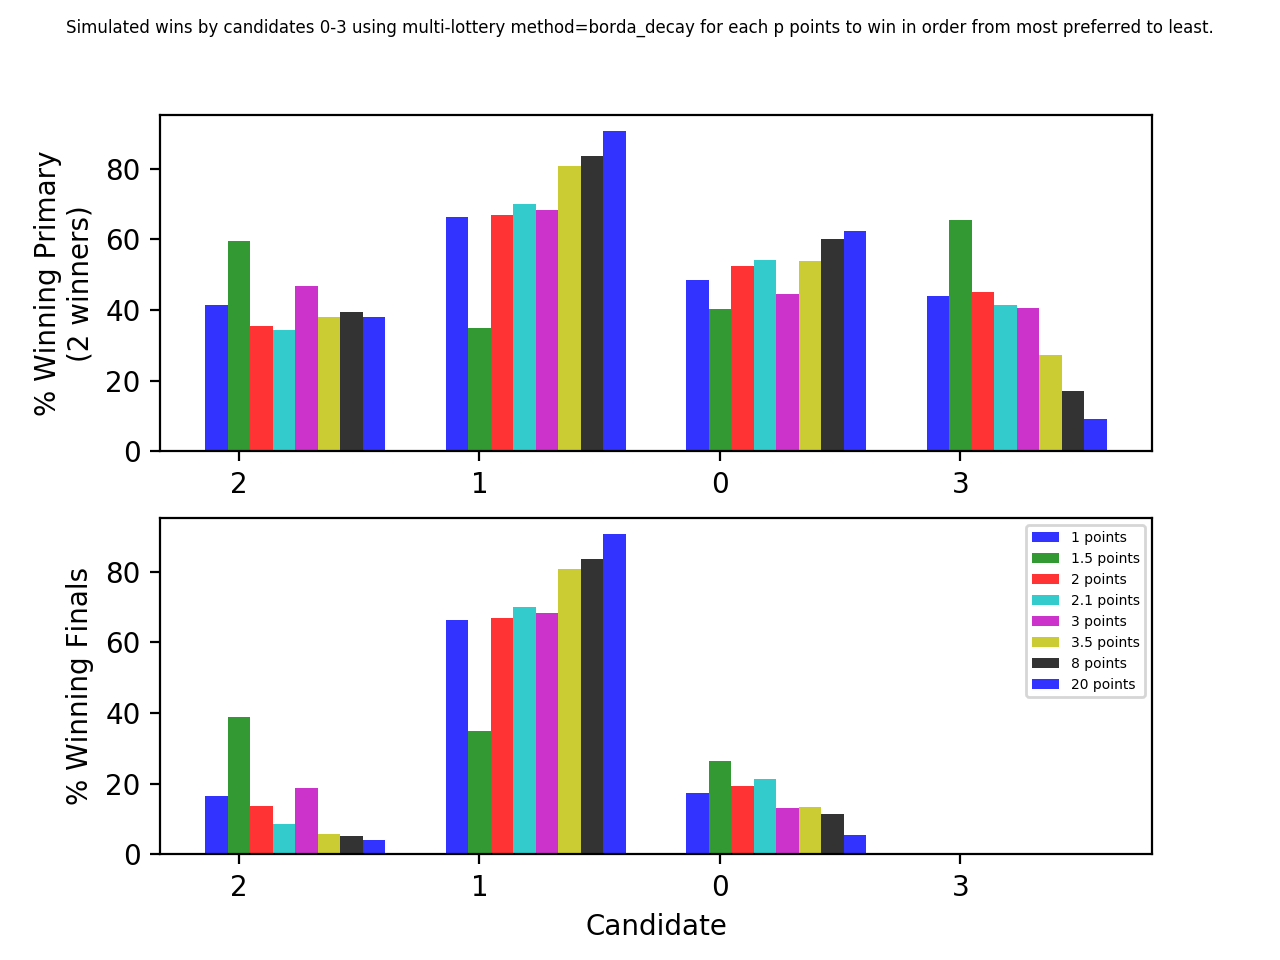 Simulated wins by candidates 0-3 using multi-lottery method=borda_decay for each p points to win in order from most preferred to least.
% Winning Primary
(2 winners)
80
60
40
20
0
2 1 0 3
% Winning Finals
80
60
40
20
0
1 points
1.5 points
2 points
2.1 points
3 points
3.5 points
8 points
20 points
2 1 0 3
Candidate